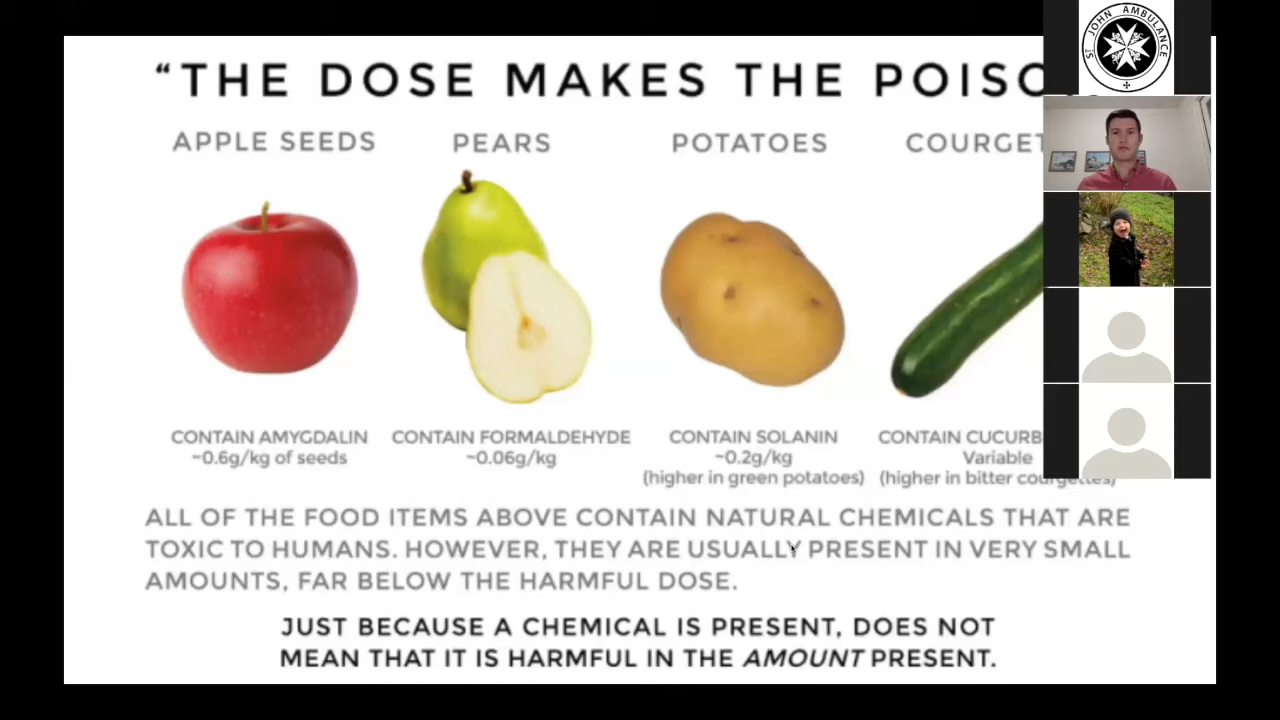 “THE DOSE MAKES THE
APPLE SEEDS
PEARS
POTATOES
CONTAIN AMYGDALIN
~0.6g/kg of seeds
CONTAIN FORMALDEHYDE
~0.06g/kg
CONTAIN SOLANIN
~0.2g/kg
(higher in green potatoes)
CONTAIN
Variable
(higher in bitter courgettes)
ALL OF THE FOOD ITEMS ABOVE CONTAIN NATURAL CHEMICALS THAT ARE
TOXIC TO HUMANS. HOWEVER, THEY ARE USUALLY PRESENT IN VERY SMALL
AMOUNTS, FAR BELOW THE HARMFUL DOSE.
JUST BECAUSE A CHEMICAL IS PRESENT, DOES NOT
MEAN THAT IT IS HARMFUL IN THE AMOUNT PRESENT.
ST JOHN AMBULANCE